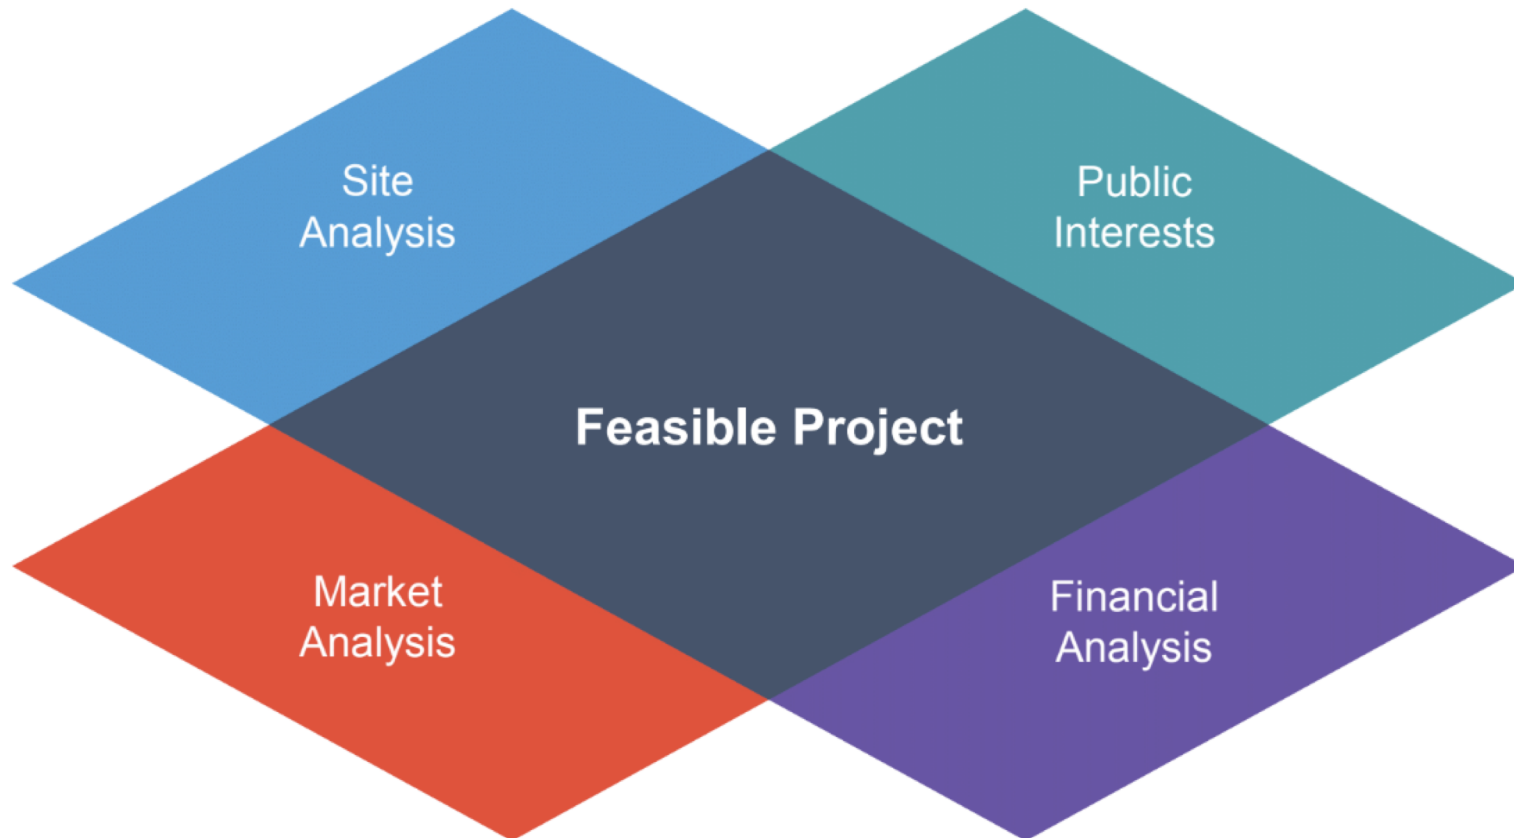 Site
Analysis
Public
Interests
Feasible Project
Market
Analysis
Financial
Analysis